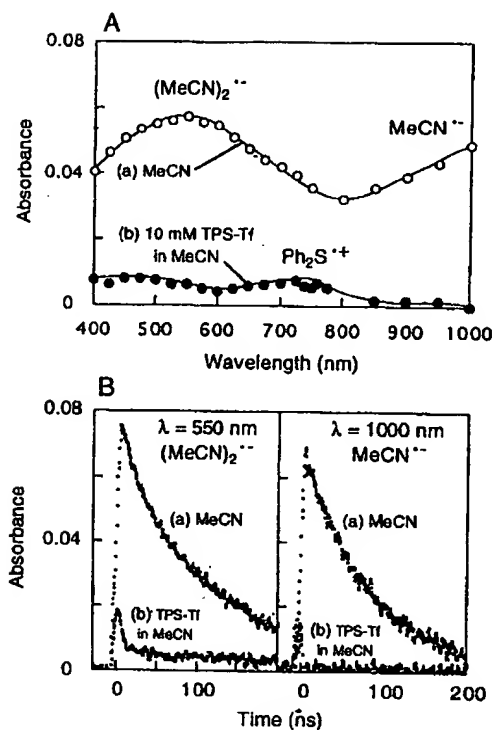 A
0.08
(MeCN)₂•−
MeCN•−
Absorbance
0.04
(a) MeCN
(b) 10 mM TPS-Tf
in MeCN
Ph₂S•+
0
400 500 600 700 800 900 1000
Wavelength (nm)
B
0.08
λ = 550 nm
(MeCN)₂•−
λ = 1000 nm
MeCN•−
(a) MeCN
(a) MeCN
Absorbance
0.04
(b) TPS-Tf
in MeCN
(b) TPS-Tf
in MeCN
0
0 100 0 100 200
Time (ns)